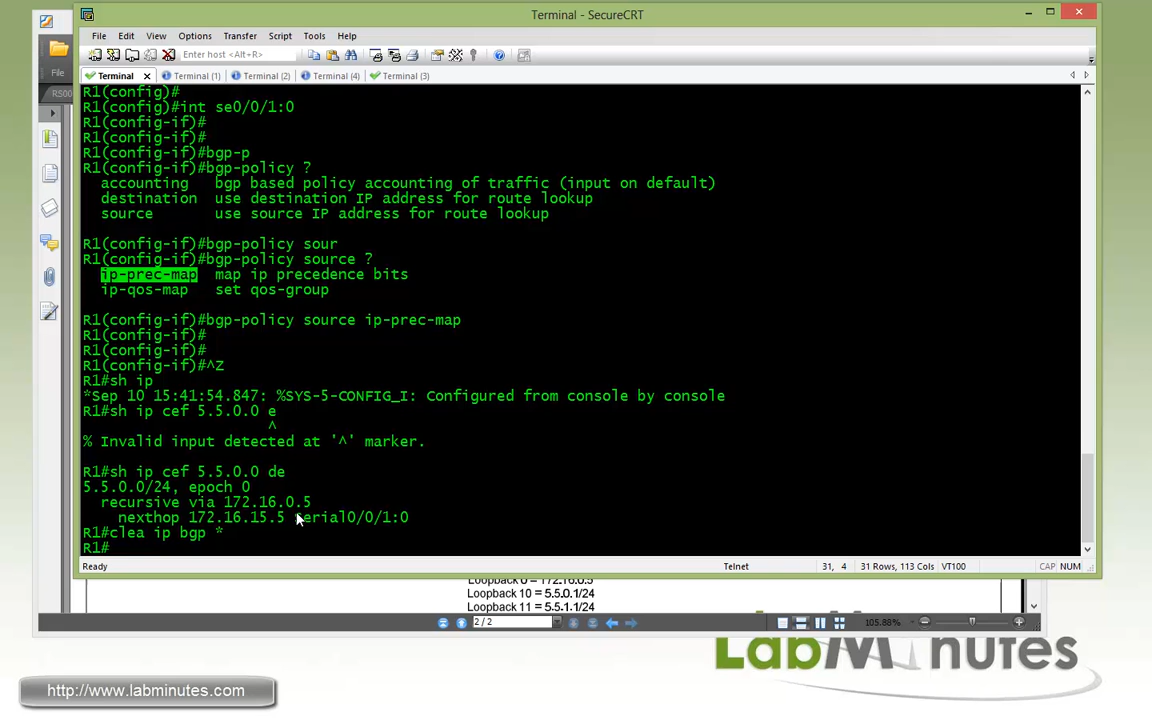 Terminal - SecureCRT
File Edit View Options Transfer Script Tools Help
Enter host <Alt+R>
File
Terminal Terminal (1) Terminal (2) Terminal (4) Terminal (3)
R1(config)#
R1(config)#int se0/0/1:0
R1(config-if)#
R1(config-if)#
R1(config-if)#bgp-p
R1(config-if)#bgp-policy ?
accounting bgp based policy accounting of traffic (input on default)
destination use destination IP address for route lookup
source use source IP address for route lookup
R1(config-if)#bgp-policy sour
R1(config-if)#bgp-policy source ?
ip-prec-map map ip precedence bits
ip-qos-map set qos-group
R1(config-if)#bgp-policy source ip-prec-map
R1(config-if)#
R1(config-if)#
R1(config-if)#^Z
R1#sh ip
*Sep 10 15:41:54.847: %SYS-5-CONFIG_I: Configured from console by console
R1#sh ip cef 5.5.0.0 e
^
% Invalid input detected at '^' marker.
R1#sh ip cef 5.5.0.0 de
5.5.0.0/24, epoch 0
recursive via 172.16.0.5
nexthop 172.16.15.5 Serial0/0/1:0
R1#clea ip bgp *
R1#
Ready Telnet 31, 4 31 Rows, 113 Cols VT100 CAP NUM
Loopback 0 = 172.16.0.5
Loopback 10 = 5.5.0.1/24
Loopback 11 = 5.5.1.1/24
2 / 2 105.88%
LabMinutes
http://www.labminutes.com